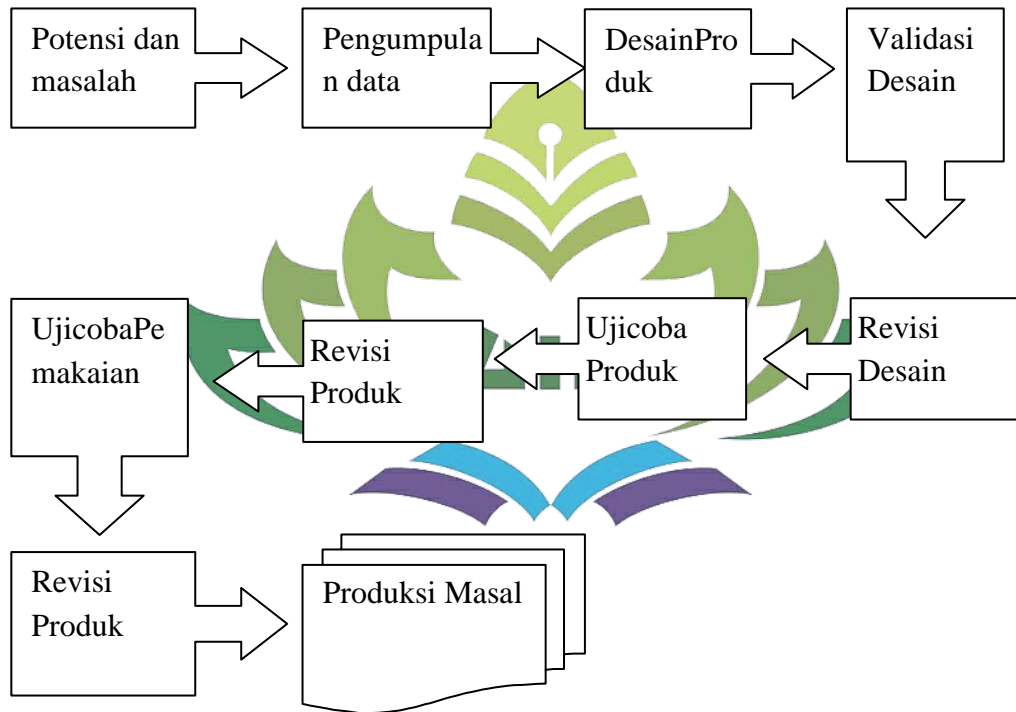 Potensi dan
masalah
Pengumpula
n data
DesainPro
duk
Validasi
Desain
Revisi
Desain
Ujicoba
Produk
Revisi
Produk
UjicobaPe
makaian
Revisi
Produk
Produksi Masal